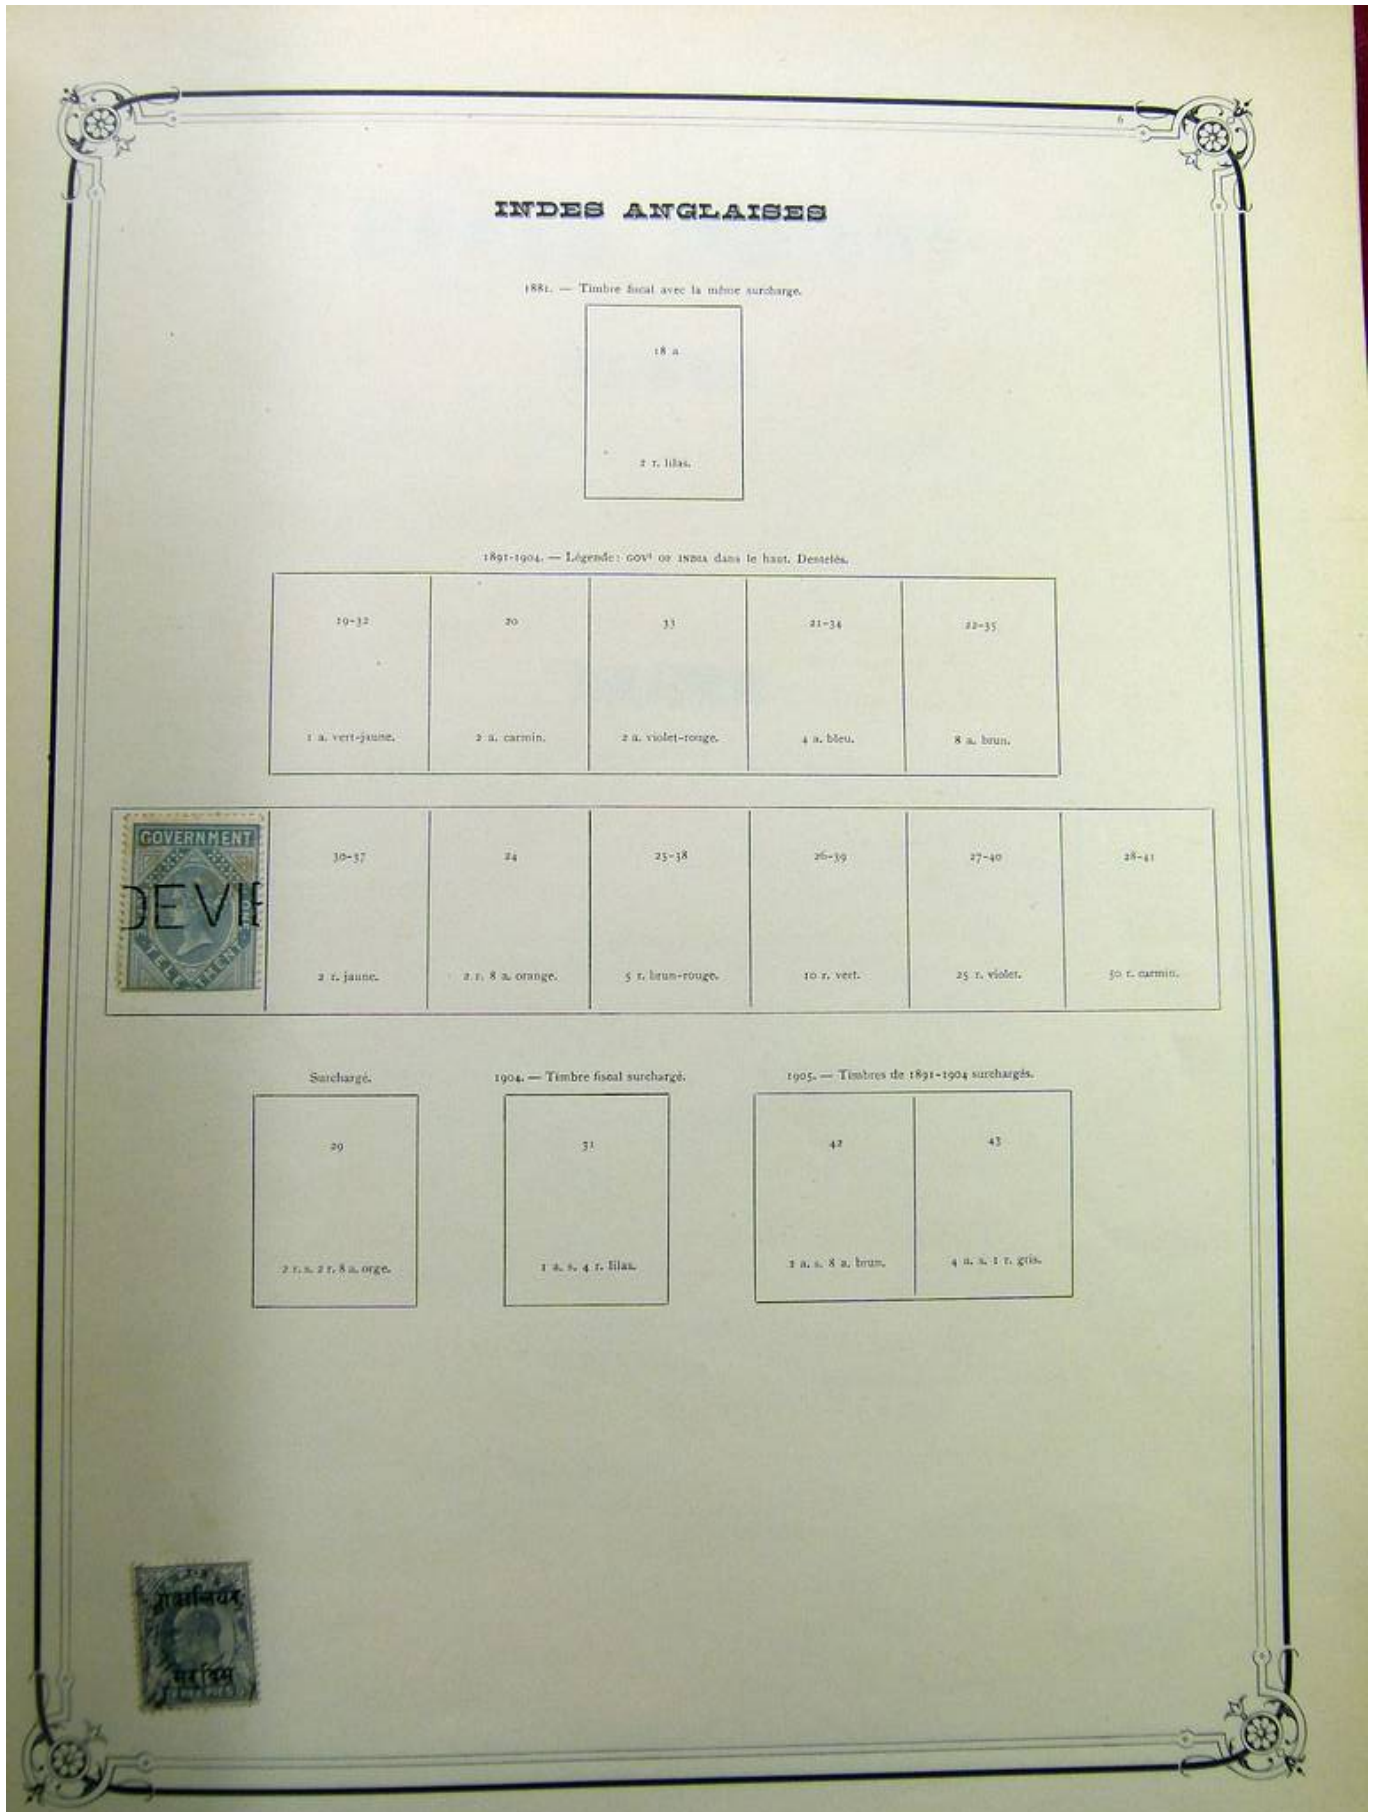 6
INDES ANGLAISES
1881. — Timbre fiscal avec la même surcharge.
18 a
2 r. lilas.
1891-1904. — Légende: GOVᵗ OF INDIA dans le haut. Dentelés.
19-32 20 33 21-34 22-35
1 a. vert-jaune. 2 a. carmin. 2 a. violet-rouge. 4 a. bleu. 8 a. brun.
GOVERNMENT
DEVI
30-37 24 25-38 26-39 27-40 28-41
2 r. jaune. 2 r. 8 a. orange. 5 r. brun-rouge. 10 r. vert. 25 r. violet. 50 r. carmin.
Surchargé. 1904. — Timbre fiscal surchargé. 1905. — Timbres de 1891-1904 surchargés.
29 31 42 43
2 r. s. 2 r. 8 a. orge. 1 a. s. 4 r. lilas. 1 a. s. 8 a. brun. 4 a. s. 1 r. gris.